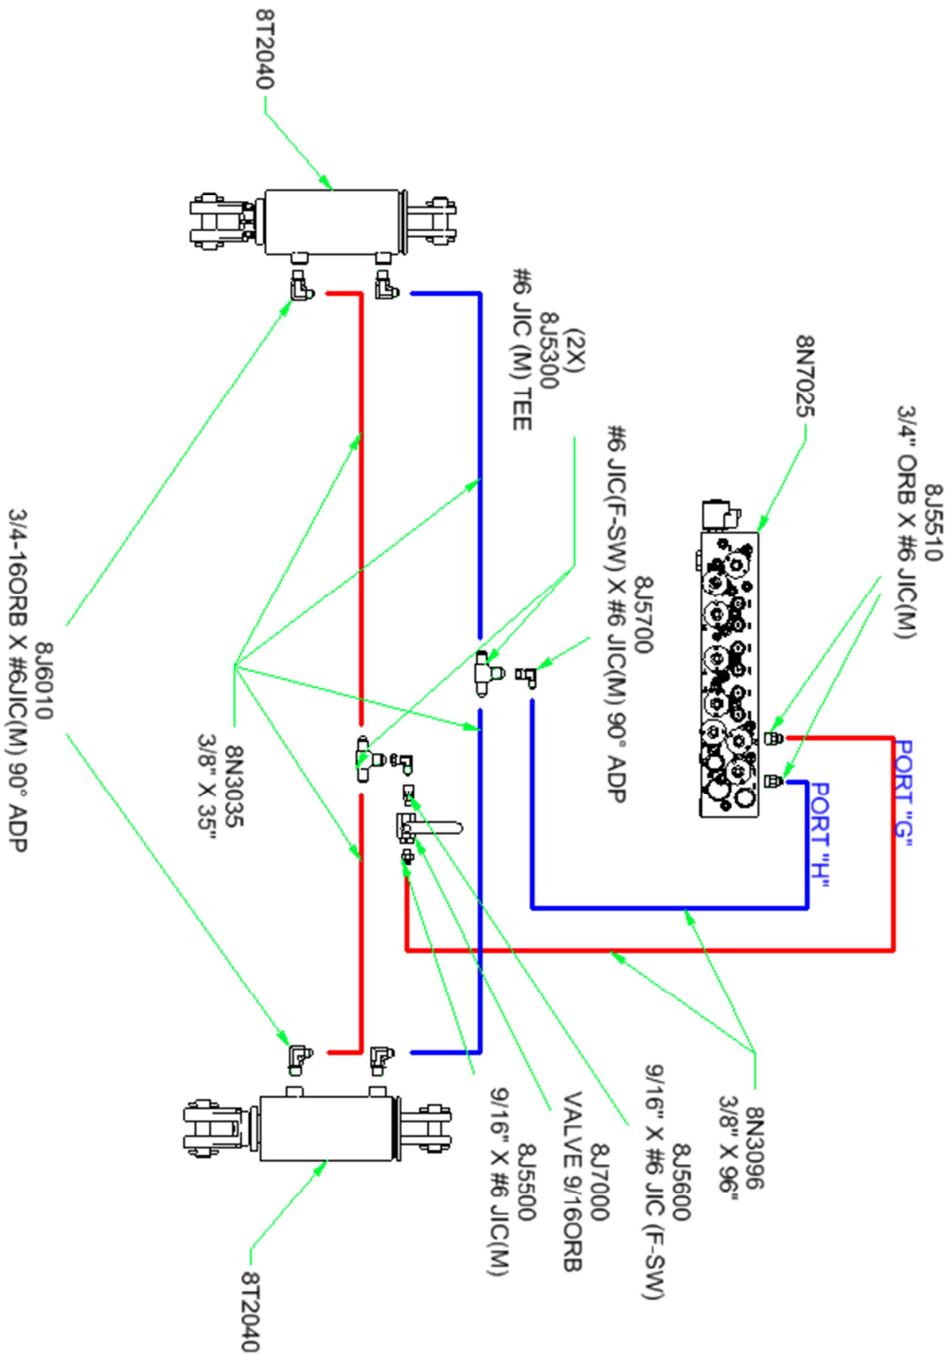 8T2040
(2X)
8J5300
#6 JIC (M) TEE
8N7025
8J5510
3/4" ORB X #6 JIC(M)
8J5700
#6 JIC(F-SW) X #6 JIC(M) 90° ADP
PORT "G"
PORT "H"
8J6010
3/4-16ORB X #6JIC(M) 90° ADP
8N3035
3/8" X 35"
8N3096
3/8" X 96"
8J5600
9/16" X #6 JIC (F-SW)
8J7000
VALVE 9/16ORB
8J5500
9/16" X #6 JIC(M)
8T2040